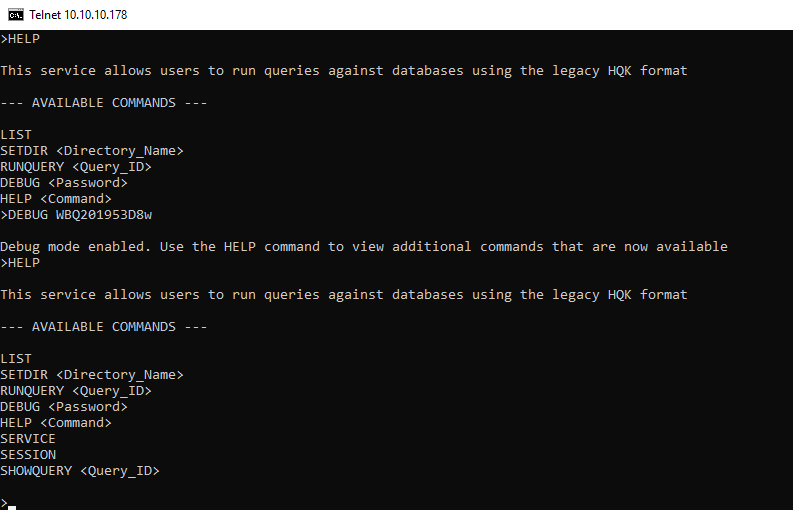 Telnet 10.10.10.178
>HELP
This service allows users to run queries against databases using the legacy HQK format
--- AVAILABLE COMMANDS ---
LIST
SETDIR <Directory_Name>
RUNQUERY <Query_ID>
DEBUG <Password>
HELP <Command>
>DEBUG WBQ201953D8w
Debug mode enabled. Use the HELP command to view additional commands that are now available
>HELP
This service allows users to run queries against databases using the legacy HQK format
--- AVAILABLE COMMANDS ---
LIST
SETDIR <Directory_Name>
RUNQUERY <Query_ID>
DEBUG <Password>
HELP <Command>
SERVICE
SESSION
SHOWQUERY <Query_ID>
>